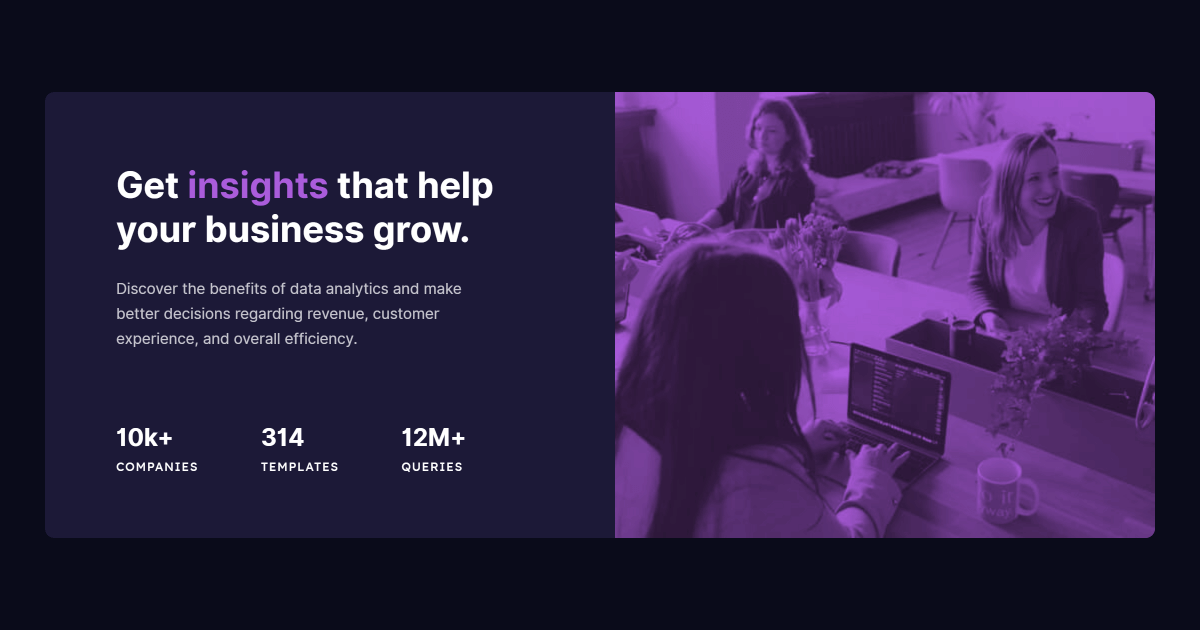 Get insights that help
your business grow.
Discover the benefits of data analytics and make
better decisions regarding revenue, customer
experience, and overall efficiency.
10k+ 314 12M+
COMPANIES TEMPLATES QUERIES